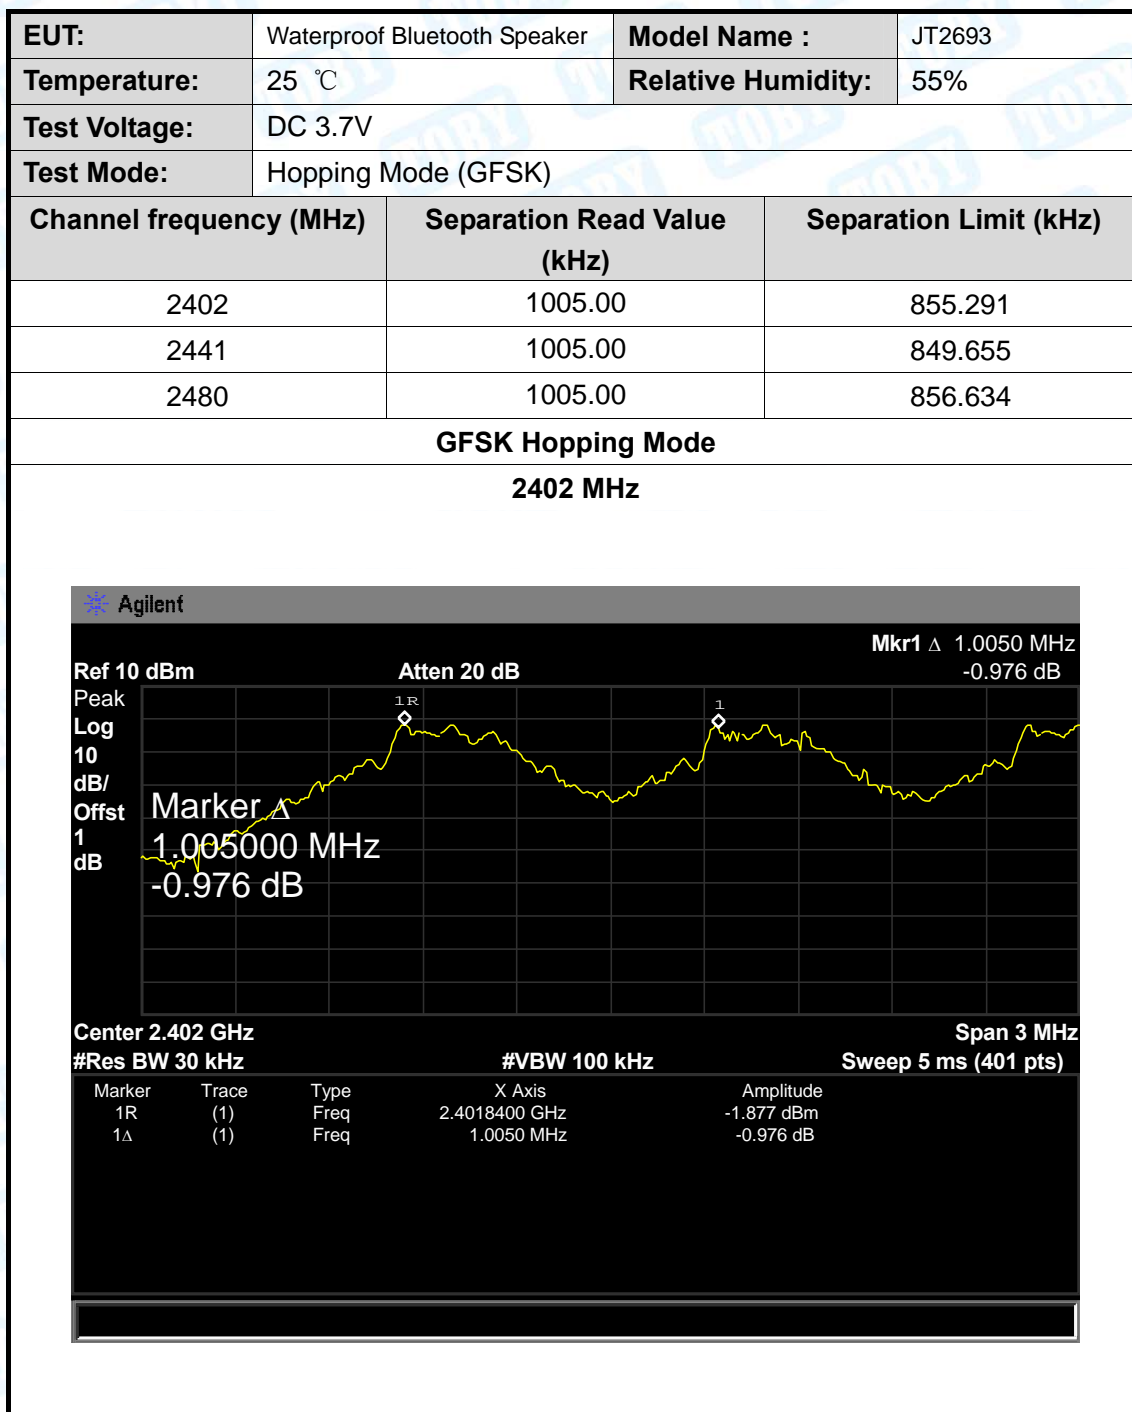 EUT: Waterproof Bluetooth Speaker Model Name : JT2693
Temperature: 25 ℃ Relative Humidity: 55%
Test Voltage: DC 3.7V
Test Mode: Hopping Mode (GFSK)
Channel frequency (MHz) Separation Read Value (kHz) Separation Limit (kHz)
2402 1005.00 855.291
2441 1005.00 849.655
2480 1005.00 856.634
GFSK Hopping Mode
2402 MHz
Agilent
Mkr1 Δ 1.0050 MHz
Ref 10 dBm Atten 20 dB -0.976 dB
Peak
Log
10
dB/
Offst
1
dB
1R
1
Marker Δ
1.005000 MHz
-0.976 dB
Center 2.402 GHz Span 3 MHz
#Res BW 30 kHz #VBW 100 kHz Sweep 5 ms (401 pts)
Marker Trace Type X Axis Amplitude
1R (1) Freq 2.4018400 GHz -1.877 dBm
1Δ (1) Freq 1.0050 MHz -0.976 dB
TOBY